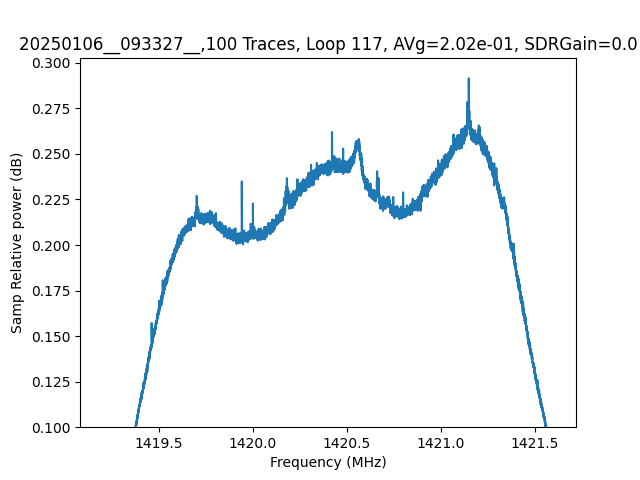 20250106__093327__,100 Traces, Loop 117, AVg=2.02e-01, SDRGain=0.0
0.300
0.275
0.250
0.225
0.200
0.175
0.150
0.125
0.100
Samp Relative power (dB)
1419.5 1420.0 1420.5 1421.0 1421.5
Frequency (MHz)